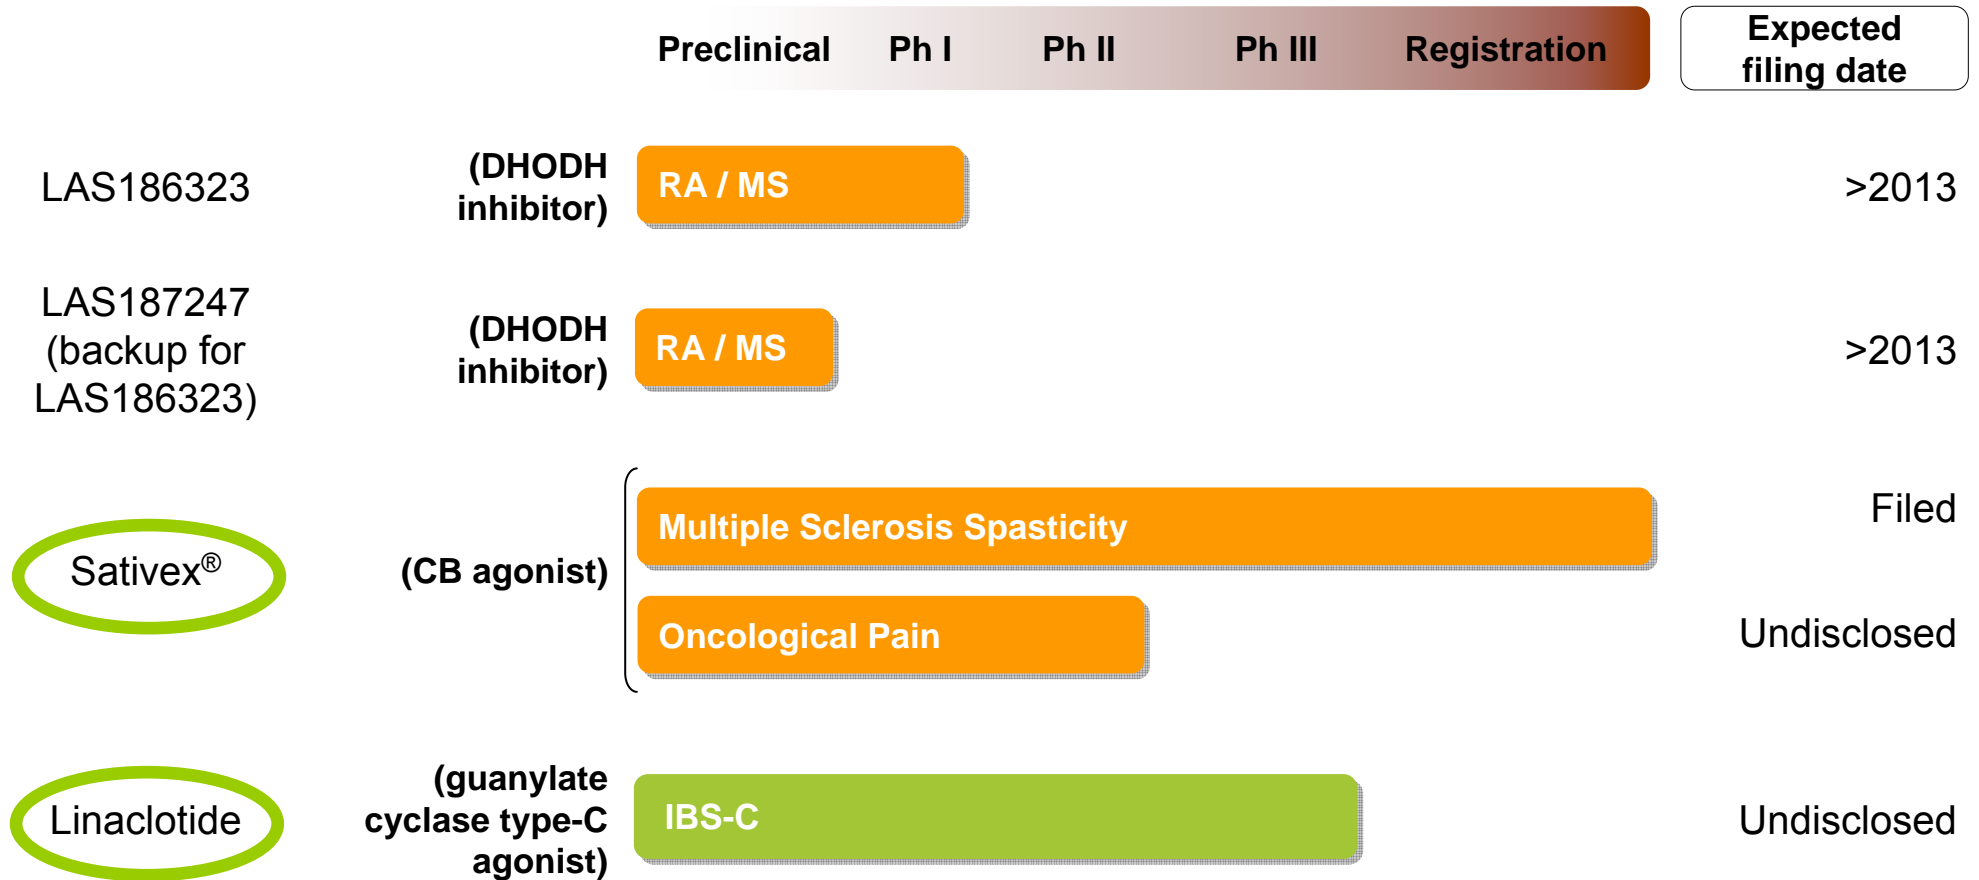 Preclinical Ph I Ph II Ph III Registration
Expected
filing date
LAS186323
(DHODH
inhibitor)
RA / MS
>2013
LAS187247
(backup for
LAS186323)
(DHODH
inhibitor)
RA / MS
>2013
Sativex®
(CB agonist)
Multiple Sclerosis Spasticity
Filed
Oncological Pain
Undisclosed
Linaclotide
(guanylate
cyclase type-C
agonist)
IBS-C
Undisclosed